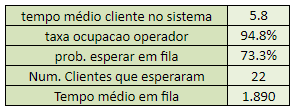 tempo médio cliente no sistema 5.8
taxa ocupacao operador 94.8%
prob. esperar em fila 73.3%
Num. Clientes que esperaram 22
Tempo médio em fila 1.890